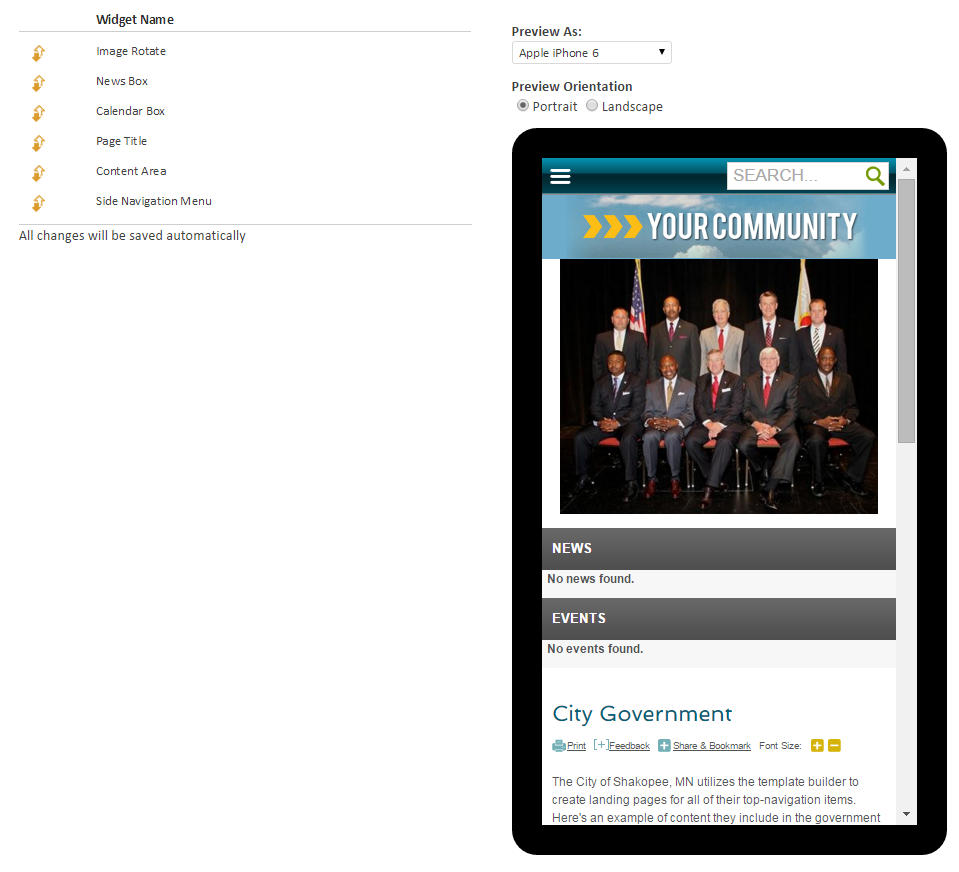 Widget Name
Image Rotate
News Box
Calendar Box
Page Title
Content Area
Side Navigation Menu
All changes will be saved automatically
Preview As:
Apple iPhone 6
Preview Orientation
Portrait Landscape
SEARCH...
YOUR COMMUNITY
NEWS
No news found.
EVENTS
No events found.
City Government
Print [+]Feedback Share & Bookmark Font Size: + −
The City of Shakopee, MN utilizes the template builder to
create landing pages for all of their top-navigation items.
Here's an example of content they include in the government